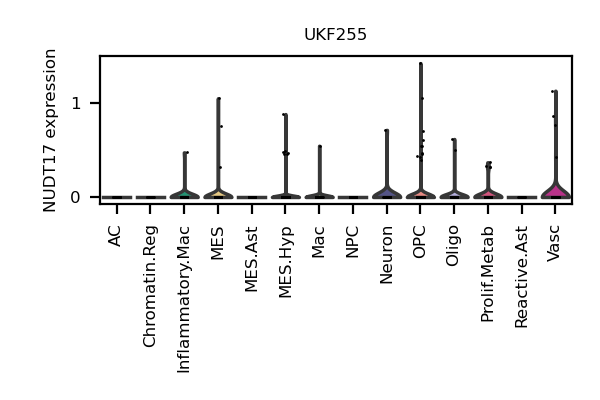 UKF255
NUDT17 expression
1
0
AC
Chromatin.Reg
Inflammatory.Mac
MES
MES.Ast
MES.Hyp
Mac
NPC
Neuron
OPC
Oligo
Prolif.Metab
Reactive.Ast
Vasc